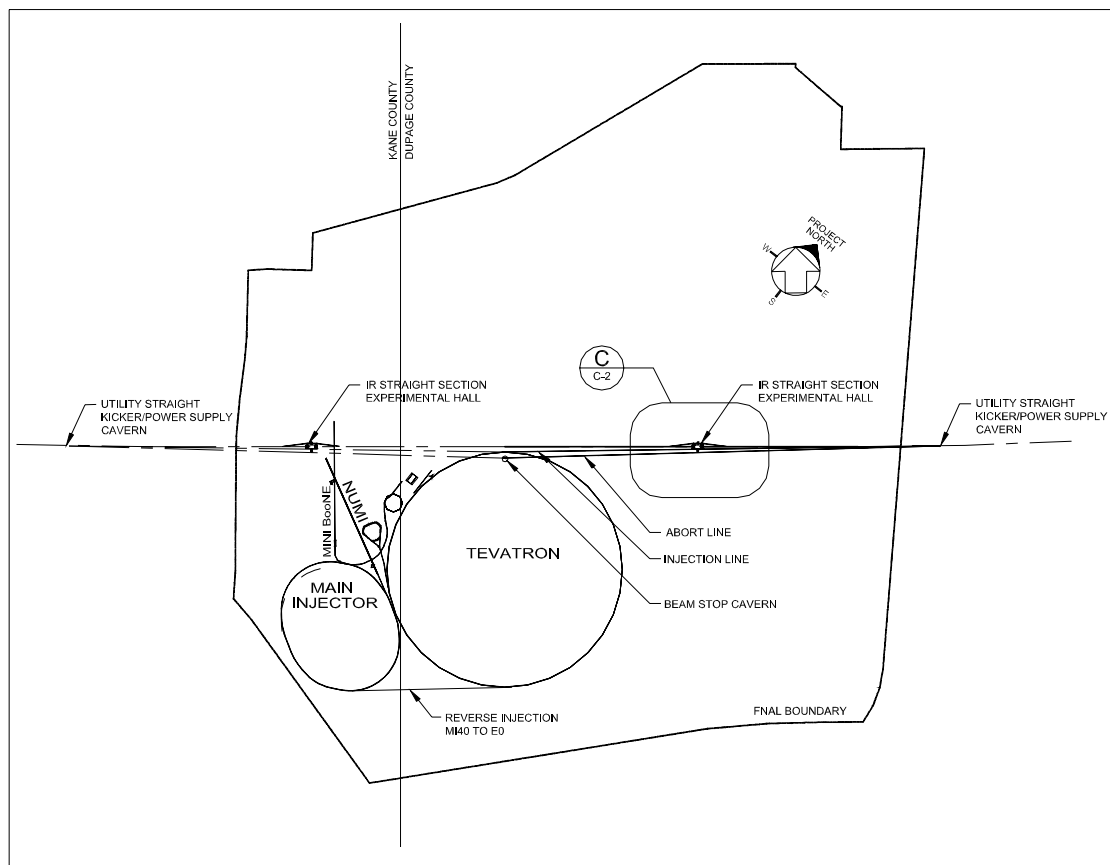 KANE COUNTY
DUPAGE COUNTY
PROJECT
NORTH
W
S
E
C
C-2
IR STRAIGHT SECTION
EXPERIMENTAL HALL
IR STRAIGHT SECTION
EXPERIMENTAL HALL
UTILITY STRAIGHT
KICKER/POWER SUPPLY
CAVERN
UTILITY STRAIGHT
KICKER/POWER SUPPLY
CAVERN
MINI BooNE
NUMI
TEVATRON
ABORT LINE
INJECTION LINE
MAIN
INJECTOR
BEAM STOP CAVERN
REVERSE INJECTION
MI40 TO E0
FNAL BOUNDARY